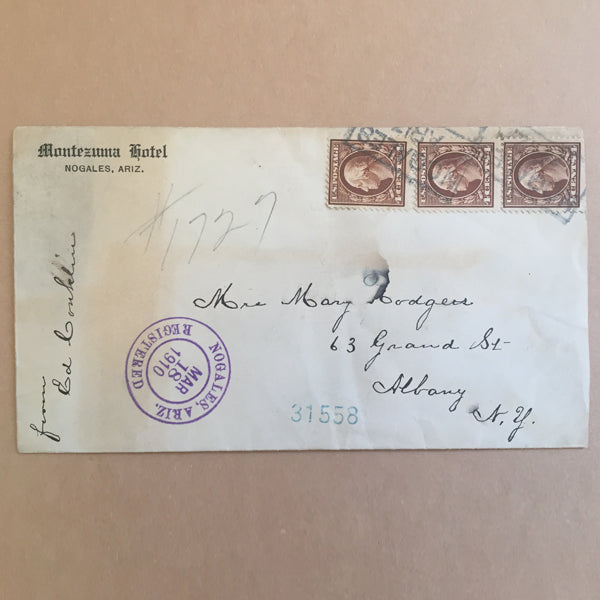 Montezuma Hotel
NOGALES, ARIZ.
#1727
from Ed Conklin
Mrs Mary Rodgers
63 Grand St
Albany
N.Y.
NOGALES, ARIZ.
REGISTERED
MAR
18
1910
31558